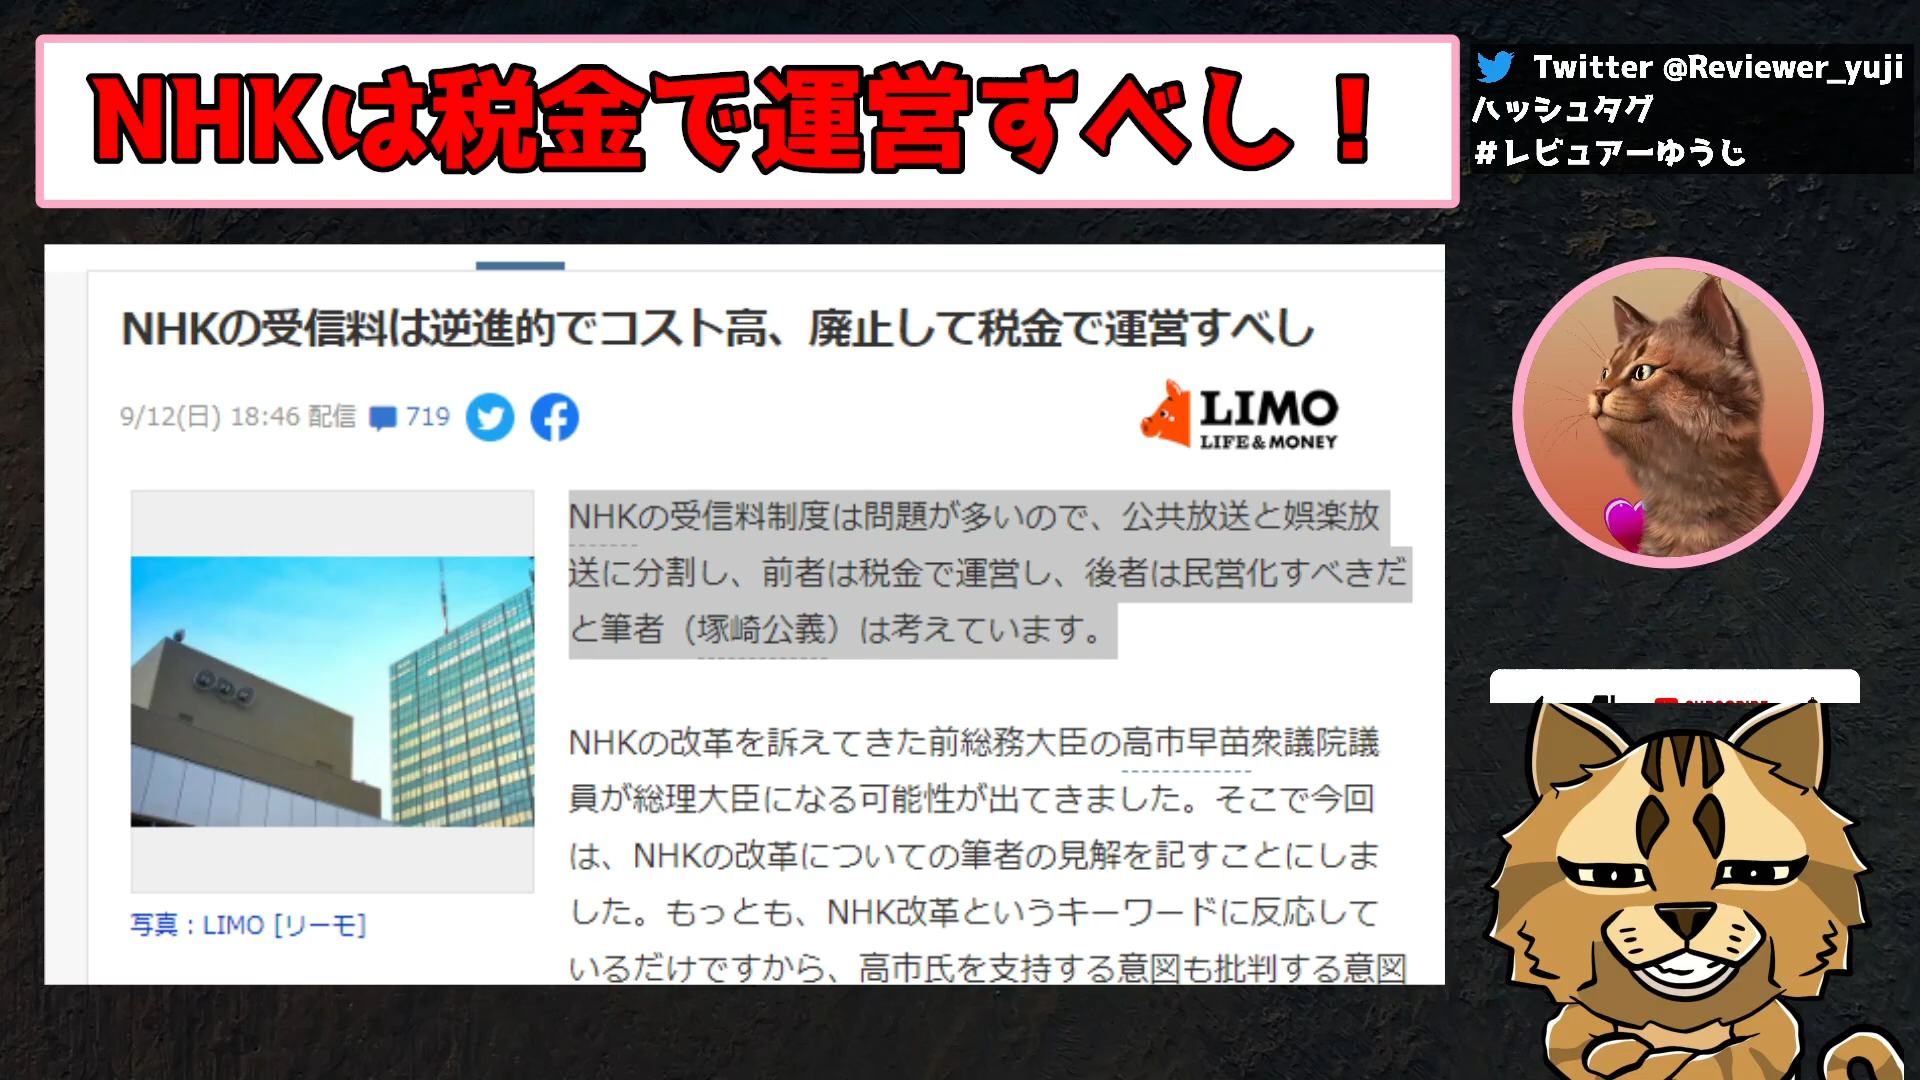 NHKは税金で運営すべし！
Twitter @Reviewer_yuji
ハッシュタグ
#レビュアーゆうじ
NHKの受信料は逆進的でコスト高、廃止して税金で運営すべし
9/12(日) 18:46 配信 719
LIMO
LIFE&MONEY
NHKの受信料制度は問題が多いので、公共放送と娯楽放
送に分割し、前者は税金で運営し、後者は民営化すべきだ
と筆者（塚崎公義）は考えています。
NHKの改革を訴えてきた前総務大臣の高市早苗衆議院議
員が総理大臣になる可能性が出てきました。そこで今回
は、NHKの改革についての筆者の見解を記すことにしま
した。もっとも、NHK改革というキーワードに反応して
いるだけですから、高市氏を支持する意図も批判する意図
写真：LIMO [リーモ]